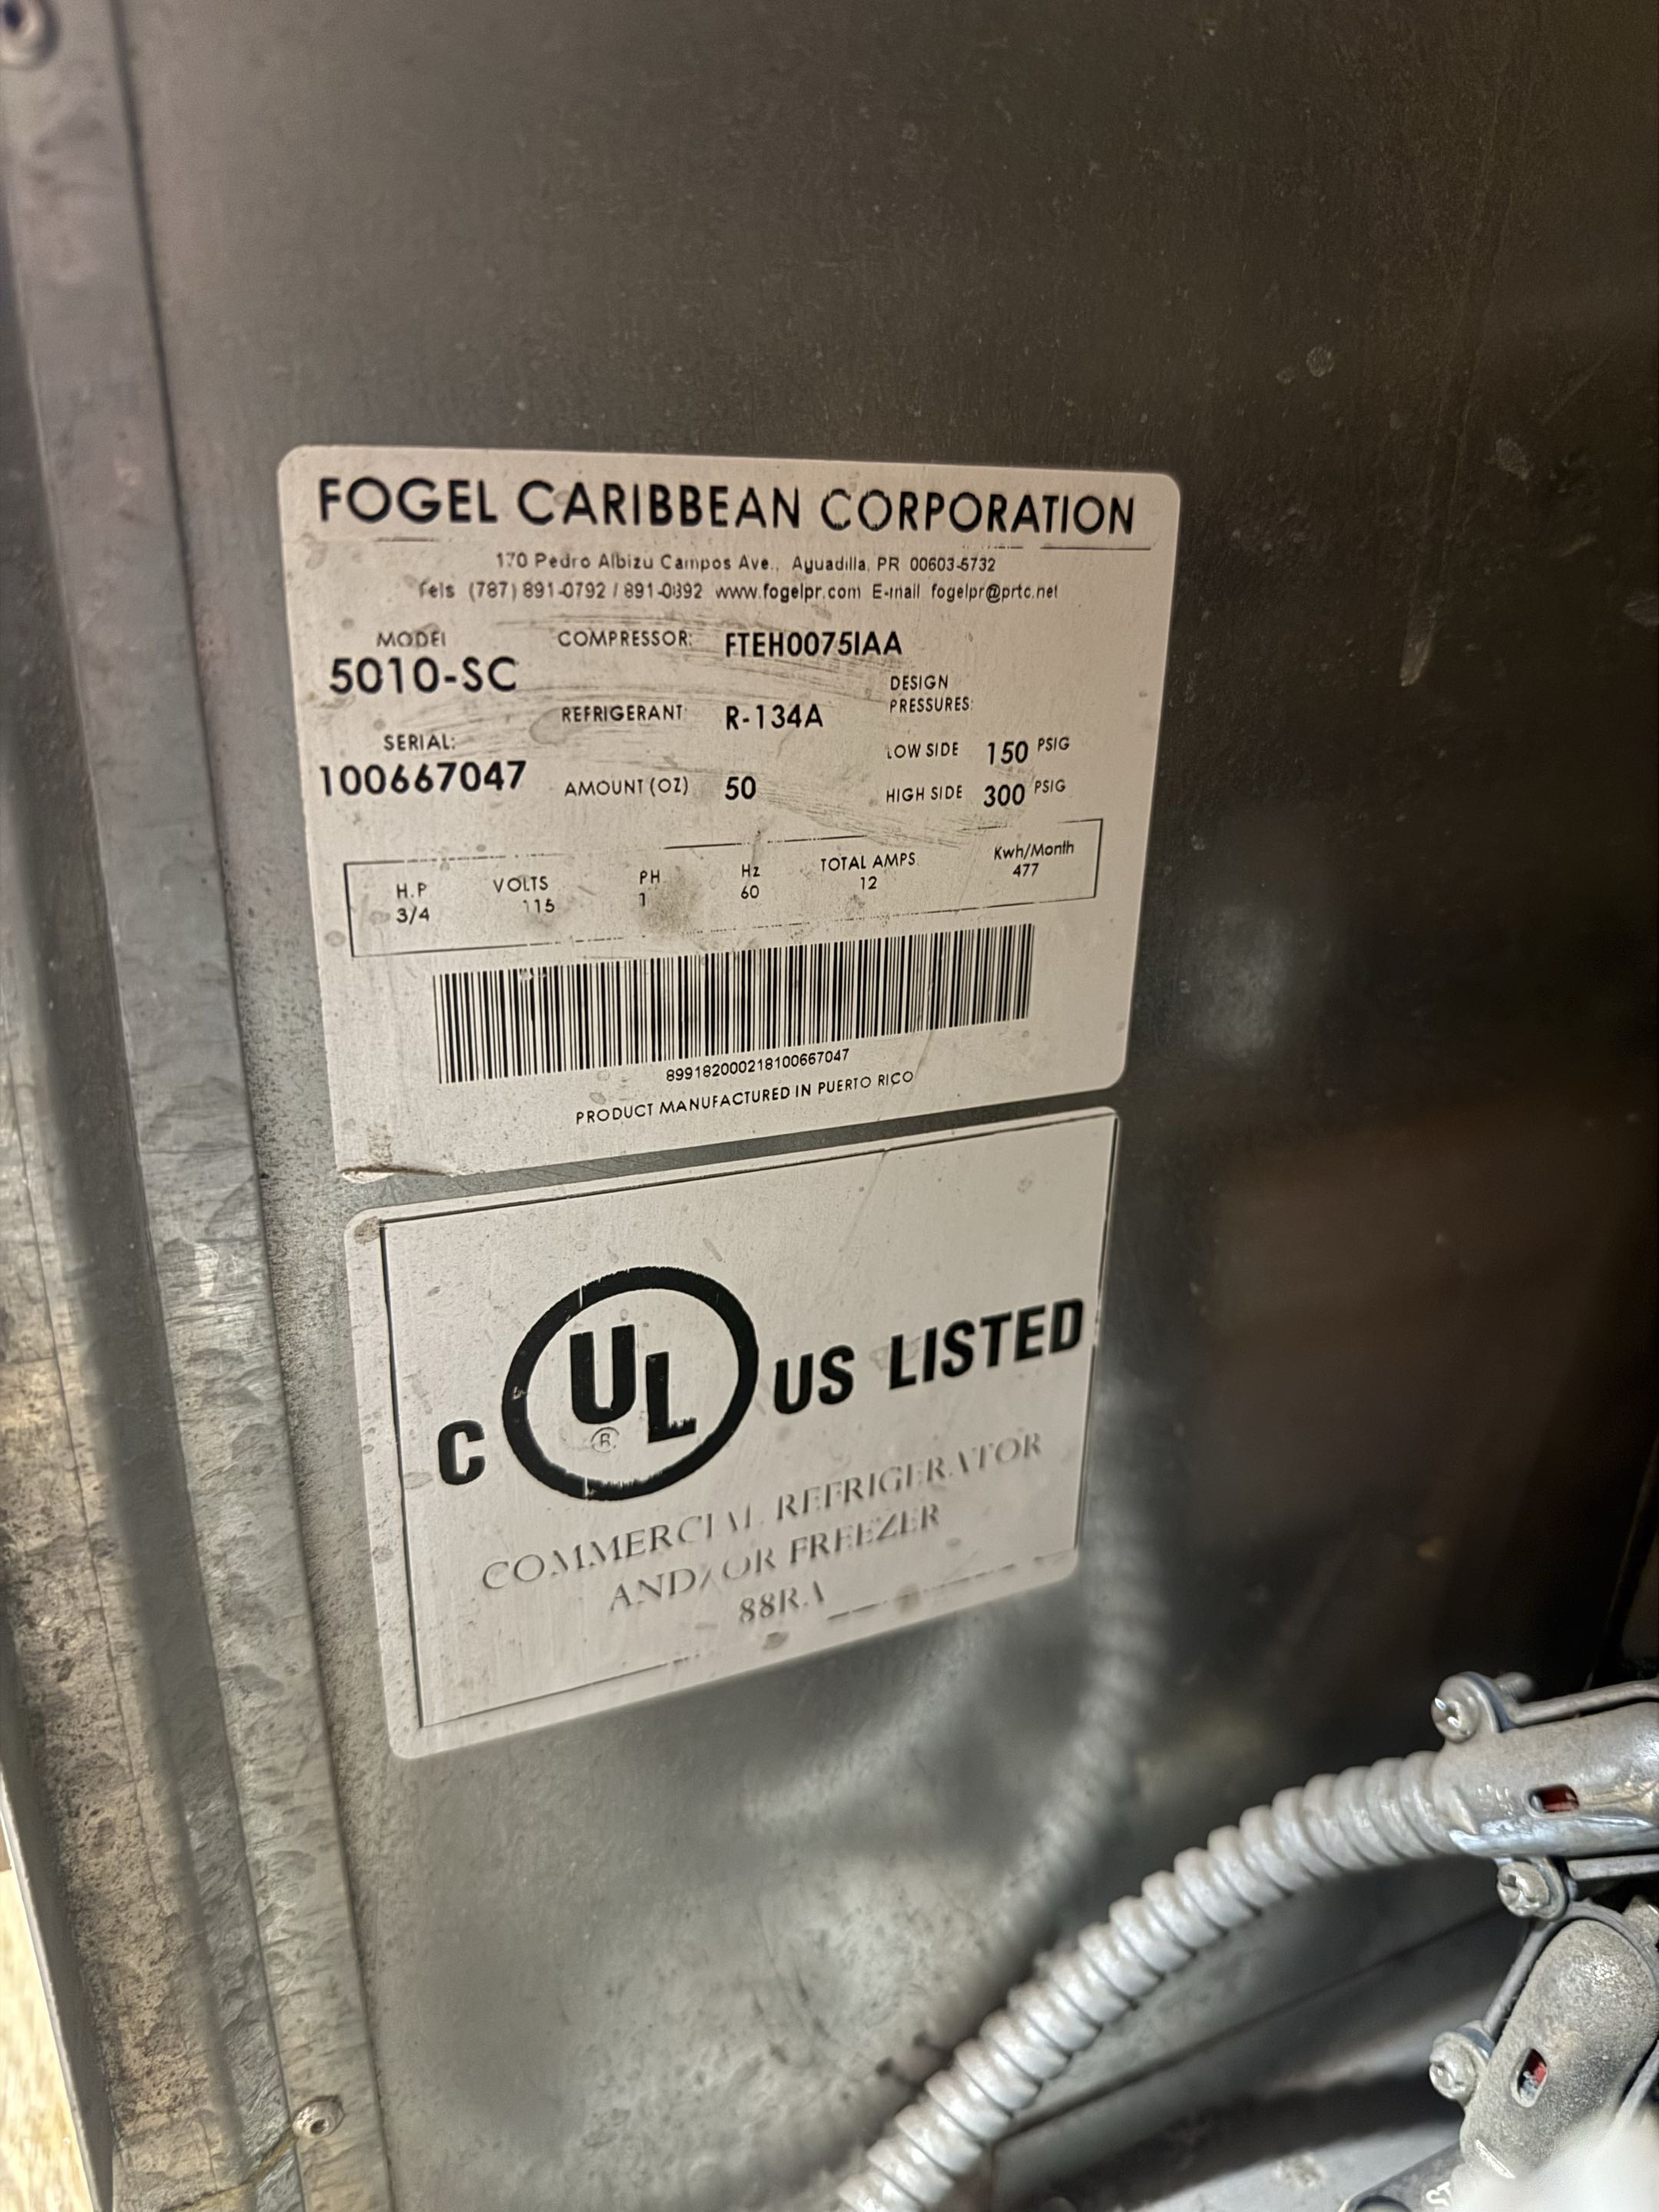 FOGEL CARIBBEAN CORPORATION
170 Pedro Albizu Campos Ave., Aguadilla, PR 00603-5732
Tels (787) 891-0792 / 891-0892 www.fogelpr.com E-mail fogelpr@prtc.net
MODEL
5010-SC
COMPRESSOR: FTEH0075IAA
REFRIGERANT: R-134A
DESIGN
PRESSURES:
SERIAL:
100667047
AMOUNT (OZ) 50
LOW SIDE 150 PSIG
HIGH SIDE 300 PSIG
H.P VOLTS PH Hz TOTAL AMPS Kwh/Month
3/4 115 1 60 12 477
899182000218100667047
PRODUCT MANUFACTURED IN PUERTO RICO
C UL ® US LISTED
COMMERCIAL REFRIGERATOR
AND/OR FREEZER
88RA